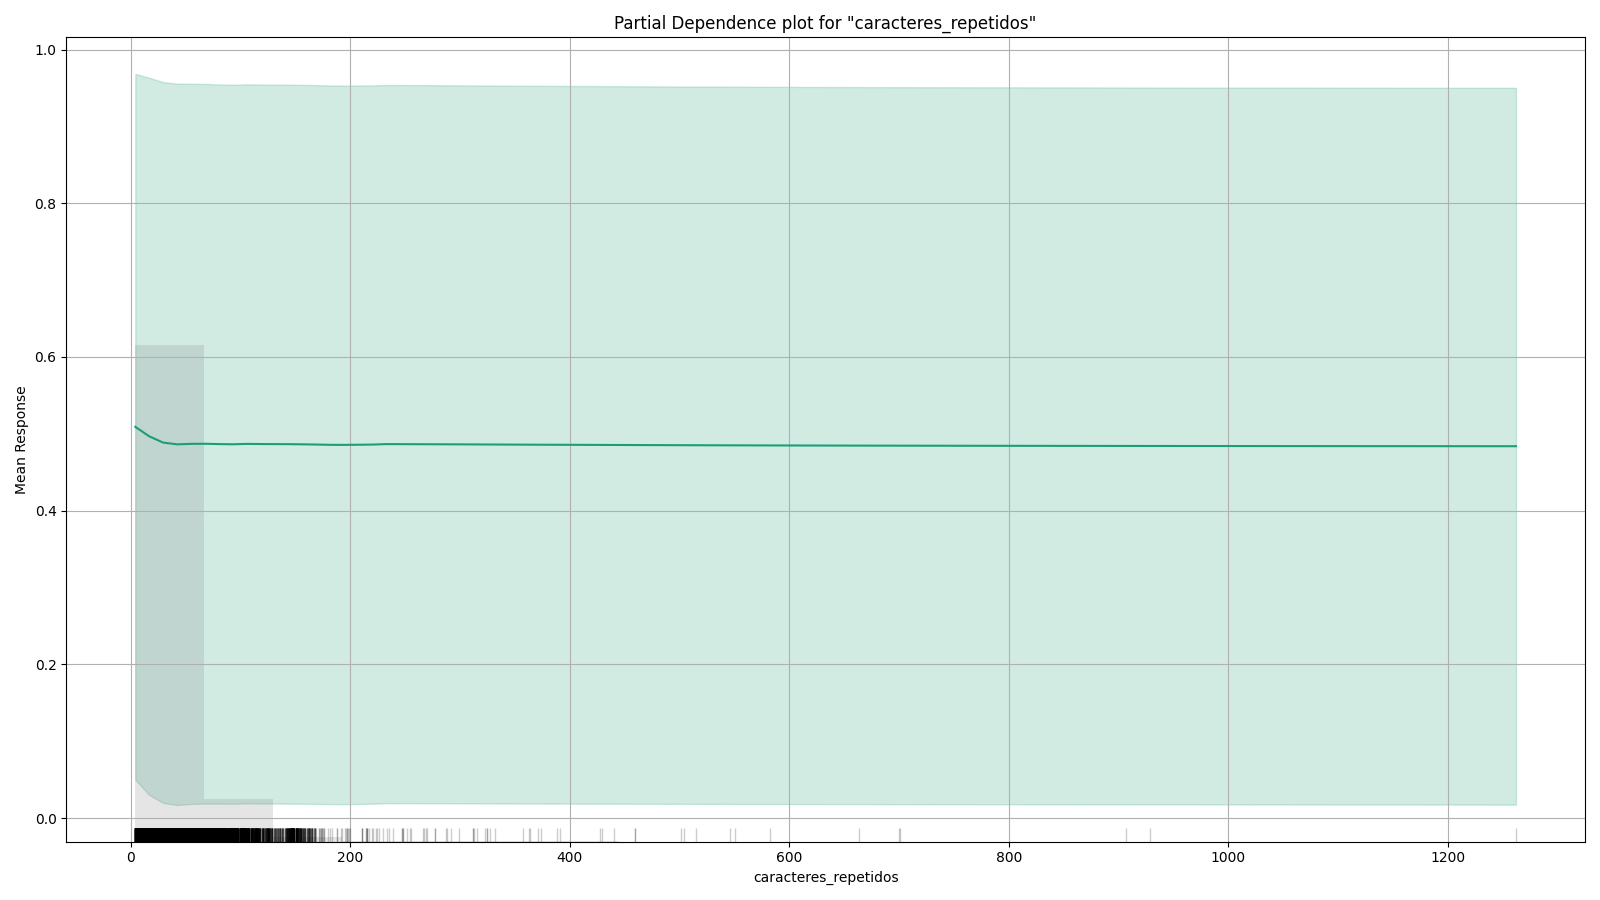 Partial Dependence plot for "caracteres_repetidos"
1.0
0.8
0.6
0.4
0.2
0.0
Mean Response
0 200 400 600 800 1000 1200
caracteres_repetidos